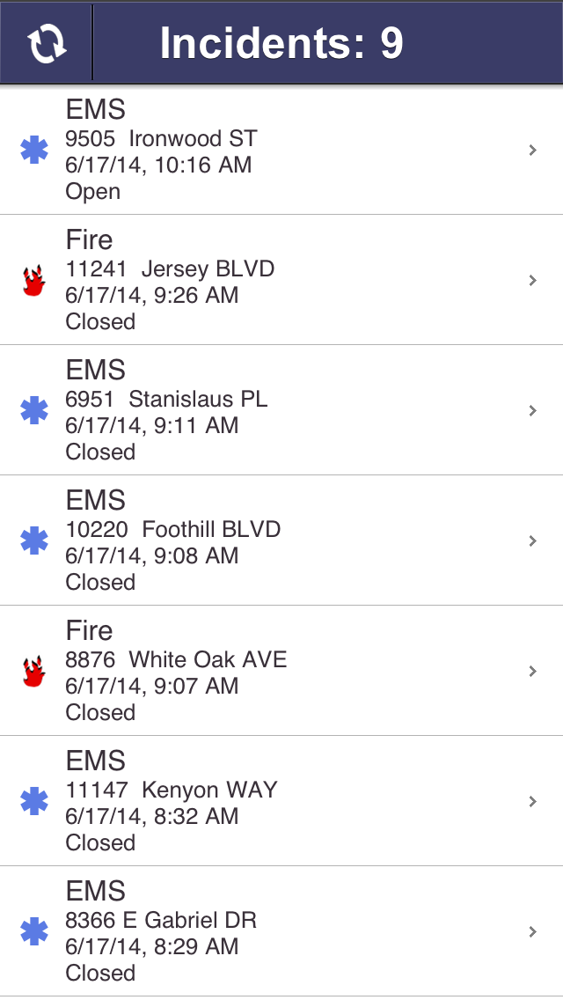 Incidents: 9
EMS
9505  Ironwood ST
6/17/14, 10:16 AM
Open
Fire
11241  Jersey BLVD
6/17/14, 9:26 AM
Closed
EMS
6951  Stanislaus PL
6/17/14, 9:11 AM
Closed
EMS
10220  Foothill BLVD
6/17/14, 9:08 AM
Closed
Fire
8876  White Oak AVE
6/17/14, 9:07 AM
Closed
EMS
11147  Kenyon WAY
6/17/14, 8:32 AM
Closed
EMS
8366 E Gabriel DR
6/17/14, 8:29 AM
Closed